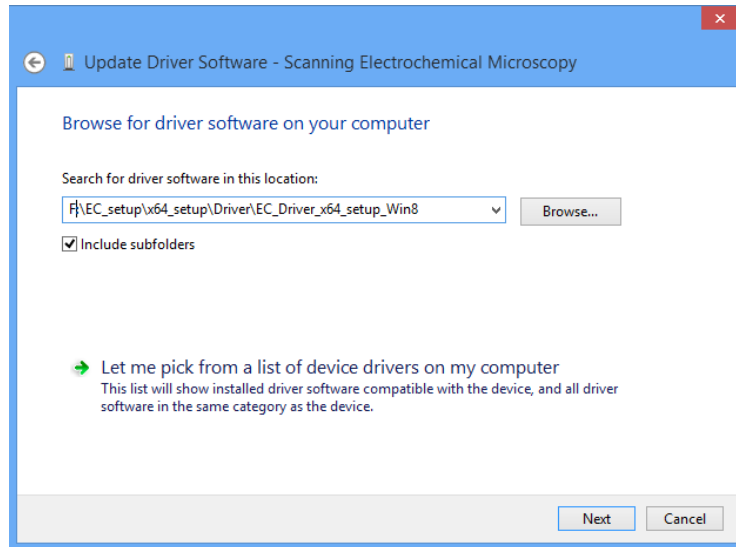 Update Driver Software - Scanning Electrochemical Microscopy
Browse for driver software on your computer
Search for driver software in this location:
F:\EC_setup\x64_setup\Driver\EC_Driver_x64_setup_Win8
Browse...
Include subfolders
Let me pick from a list of device drivers on my computer
This list will show installed driver software compatible with the device, and all driver
software in the same category as the device.
Next
Cancel